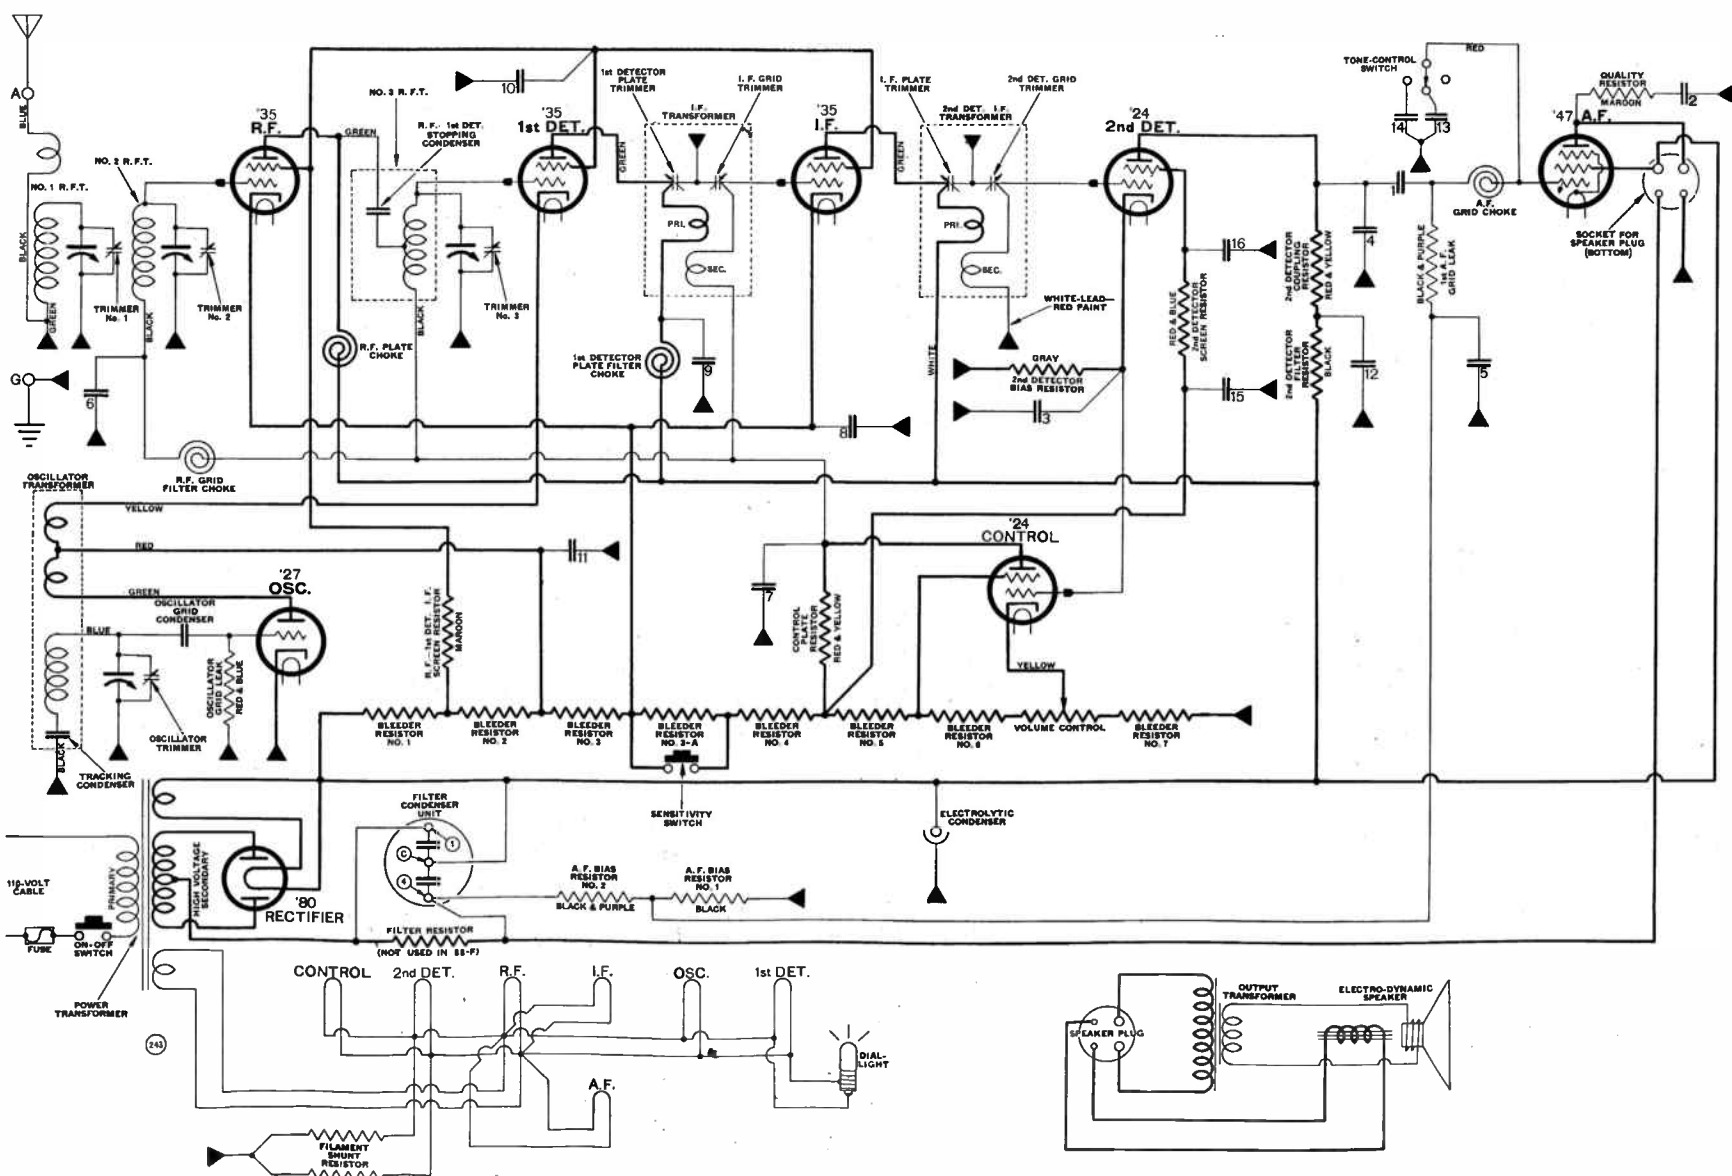 RED
TONE-CONTROL
SWITCH
QUALITY
RESISTOR
MAROON
2
1st DETECTOR
PLATE
TRIMMER
I. F. GRID
TRIMMER
I. F. PLATE
TRIMMER
2nd DET. GRID
TRIMMER
10
NO. 3 R.F.T.
I.F.
TRANSFORMER
2nd DET. I.F.
TRANSFORMER
A
BLUE
'35
R.F.
GREEN
R. F. - 1st DET.
STOPPING
CONDENSER
'35
1st DET.
GREEN
'35
I.F.
GREEN
'24
2nd DET.
14
13
'47 A.F.
NO. 2 R.F.T.
NO. 1 R.F.T.
1
A.F.
GRID CHOKE
BLACK
PRI.
PRI.
SEC.
SEC.
16
4
SOCKET FOR
SPEAKER PLUG
(BOTTOM)
2nd DETECTOR
COUPLING
RESISTOR
RED & YELLOW
BLACK & PURPLE
1st A.F.
GRID LEAK
GREEN
TRIMMER
No. 1
BLACK
TRIMMER
No. 2
BLACK
TRIMMER
No. 3
WHITE-LEAD—
RED PAINT
RED & BLUE
2nd DETECTOR
SCREEN RESISTOR
R.F. PLATE
CHOKE
1st DETECTOR
PLATE FILTER
CHOKE
9
WHITE
GRAY
2nd DETECTOR
BIAS RESISTOR
2nd DETECTOR
FILTER
RESISTOR
BLACK
12
5
G
6
3
15
8
R.F. GRID
FILTER CHOKE
OSCILLATOR
TRANSFORMER
YELLOW
RED
11
'24
CONTROL
GREEN
'27
OSC.
OSCILLATOR
GRID
CONDENSER
7
BLUE
R.F.-1st DET. I.F.
SCREEN RESISTOR
MAROON
CONTROL
PLATE
RESISTOR
RED & YELLOW
OSCILLATOR
GRID LEAK
RED & BLUE
YELLOW
OSCILLATOR
TRIMMER
BLACK
TRACKING
CONDENSER
BLEEDER
RESISTOR
NO. 1
BLEEDER
RESISTOR
NO. 2
BLEEDER
RESISTOR
NO. 3
BLEEDER
RESISTOR
NO. 3-A
BLEEDER
RESISTOR
NO. 4
BLEEDER
RESISTOR
NO. 5
BLEEDER
RESISTOR
NO. 6
VOLUME CONTROL
BLEEDER
RESISTOR
NO. 7
FILTER
CONDENSER
UNIT
SENSITIVITY
SWITCH
ELECTROLYTIC
CONDENSER
1
C
4
110-VOLT
CABLE
PRIMARY
HIGH VOLTAGE
SECONDARY
'80
RECTIFIER
A.F. BIAS
RESISTOR
NO. 2
BLACK & PURPLE
A.F. BIAS
RESISTOR
NO. 1
BLACK
FUSE
ON-OFF
SWITCH
FILTER RESISTOR
(NOT USED IN 88-F)
POWER
TRANSFORMER
CONTROL
2nd DET.
R.F.
I.F.
OSC.
1st DET.
243
DIAL-
LIGHT
A.F.
FILAMENT
SHUNT
RESISTOR
OUTPUT
TRANSFORMER
ELECTRO-DYNAMIC
SPEAKER
SPEAKER PLUG